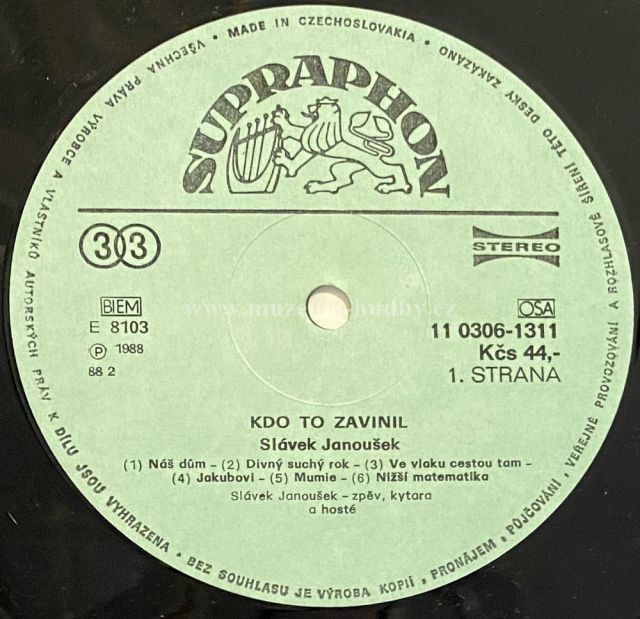 VŠECHNA PRÁVA VÝROBCE A VLASTNÍKŮ AUTORSKÝCH PRÁV K DÍLU JSOU VYHRAZENA • BEZ SOUHLASU JE VÝROBA KOPIÍ, PRONÁJEM, PŮJČOVÁNÍ, VEŘEJNÉ PROVOZOVÁNÍ A ROZHLASOVÉ ŠÍŘENÍ TÉTO DESKY ZAKÁZÁNO • MADE IN CZECHOSLOVAKIA •
SUPRAPHON
33
STEREO
www.muzeumhudby.cz
BIEM
OSA
E 8103
11 0306-1311
Ⓟ 1988
Kčs 44,-
88 2
1. STRANA
KDO TO ZAVINIL
Slávek Janoušek
(1) Náš dům – (2) Divný suchý rok – (3) Ve vlaku cestou tam –
(4) Jakubovi – (5) Mumie – (6) Nižší matematika
Slávek Janoušek – zpěv, kytara
a hosté